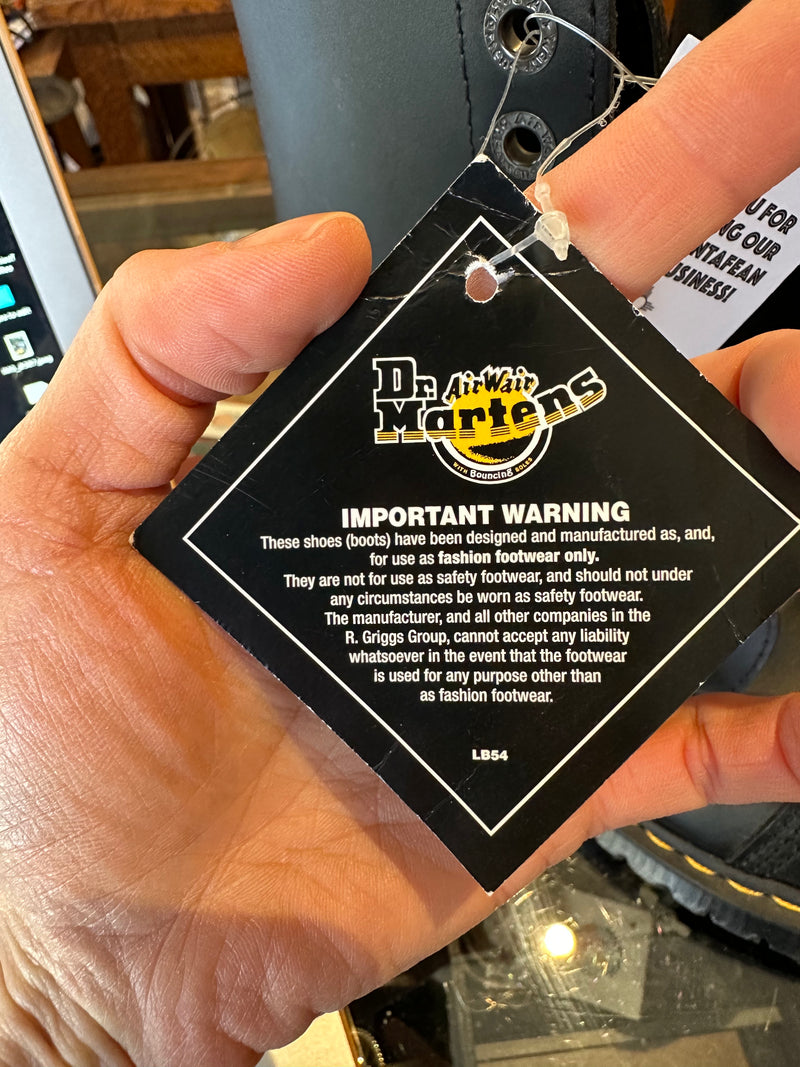 Dr. AirWair
Martens
WITH Bouncing SOLES
IMPORTANT WARNING
These shoes (boots) have been designed and manufactured as, and,
for use as fashion footwear only.
They are not for use as safety footwear, and should not under
any circumstances be worn as safety footwear.
The manufacturer, and all other companies in the
R. Griggs Group, cannot accept any liability
whatsoever in the event that the footwear
is used for any purpose other than
as fashion footwear.
LB54
U FOR
NG OUR
NTAFEAN
USINESS!